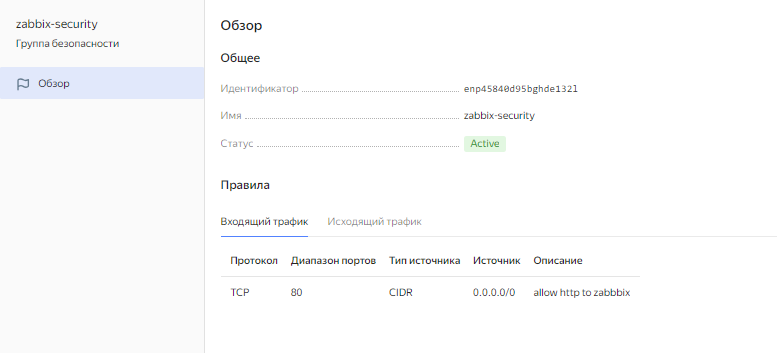 zabbix-security
Группа безопасности
Обзор
Обзор
Общее
Идентификатор enp45840d95bghde132l
Имя zabbix-security
Статус Active
Правила
Входящий трафик Исходящий трафик
Протокол Диапазон портов Тип источника Источник Описание
TCP 80 CIDR 0.0.0.0/0 allow http to zabbbix